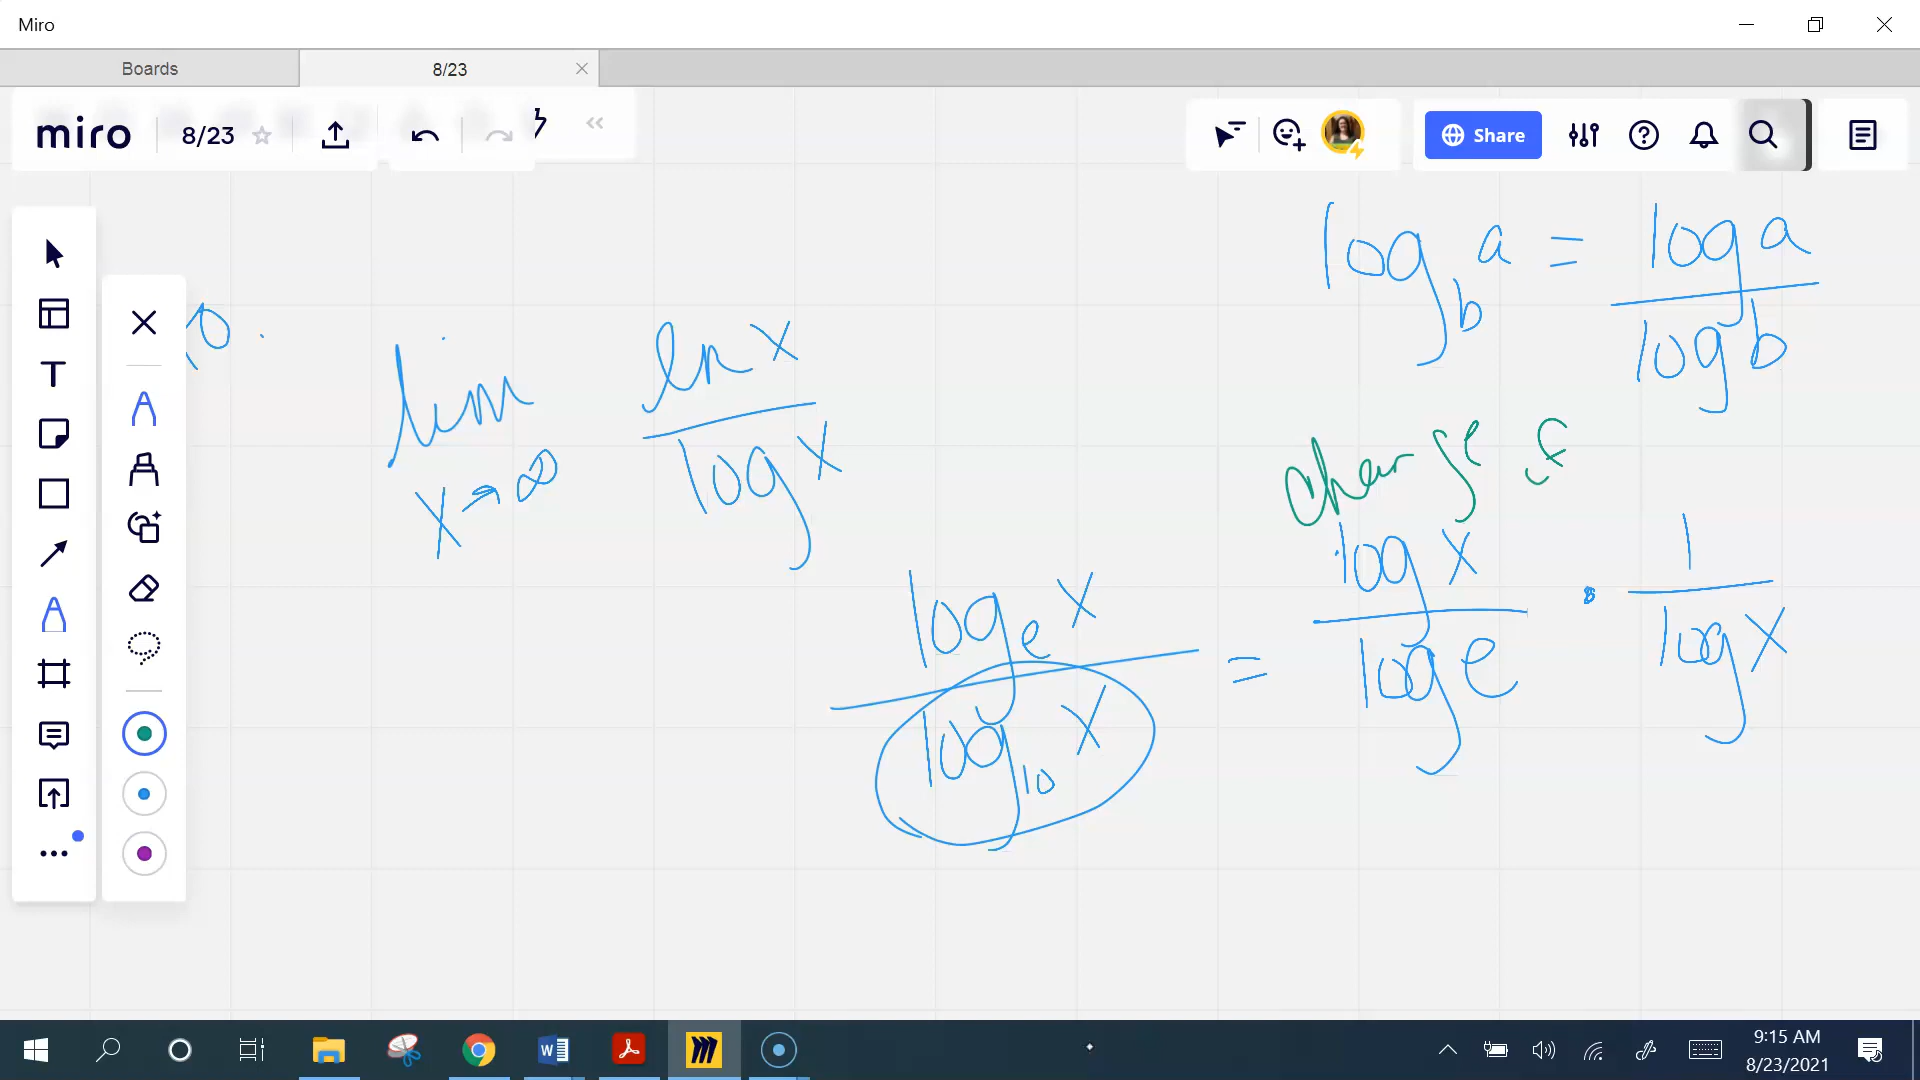 Miro
Boards
8/23
miro
8/23
Share
T
log_b a = log a / log b
10.
lim x→∞ ln x / log x
change
log_e x / log_10 x = log x / log e · 1 / log x
9:15 AM
8/23/2021